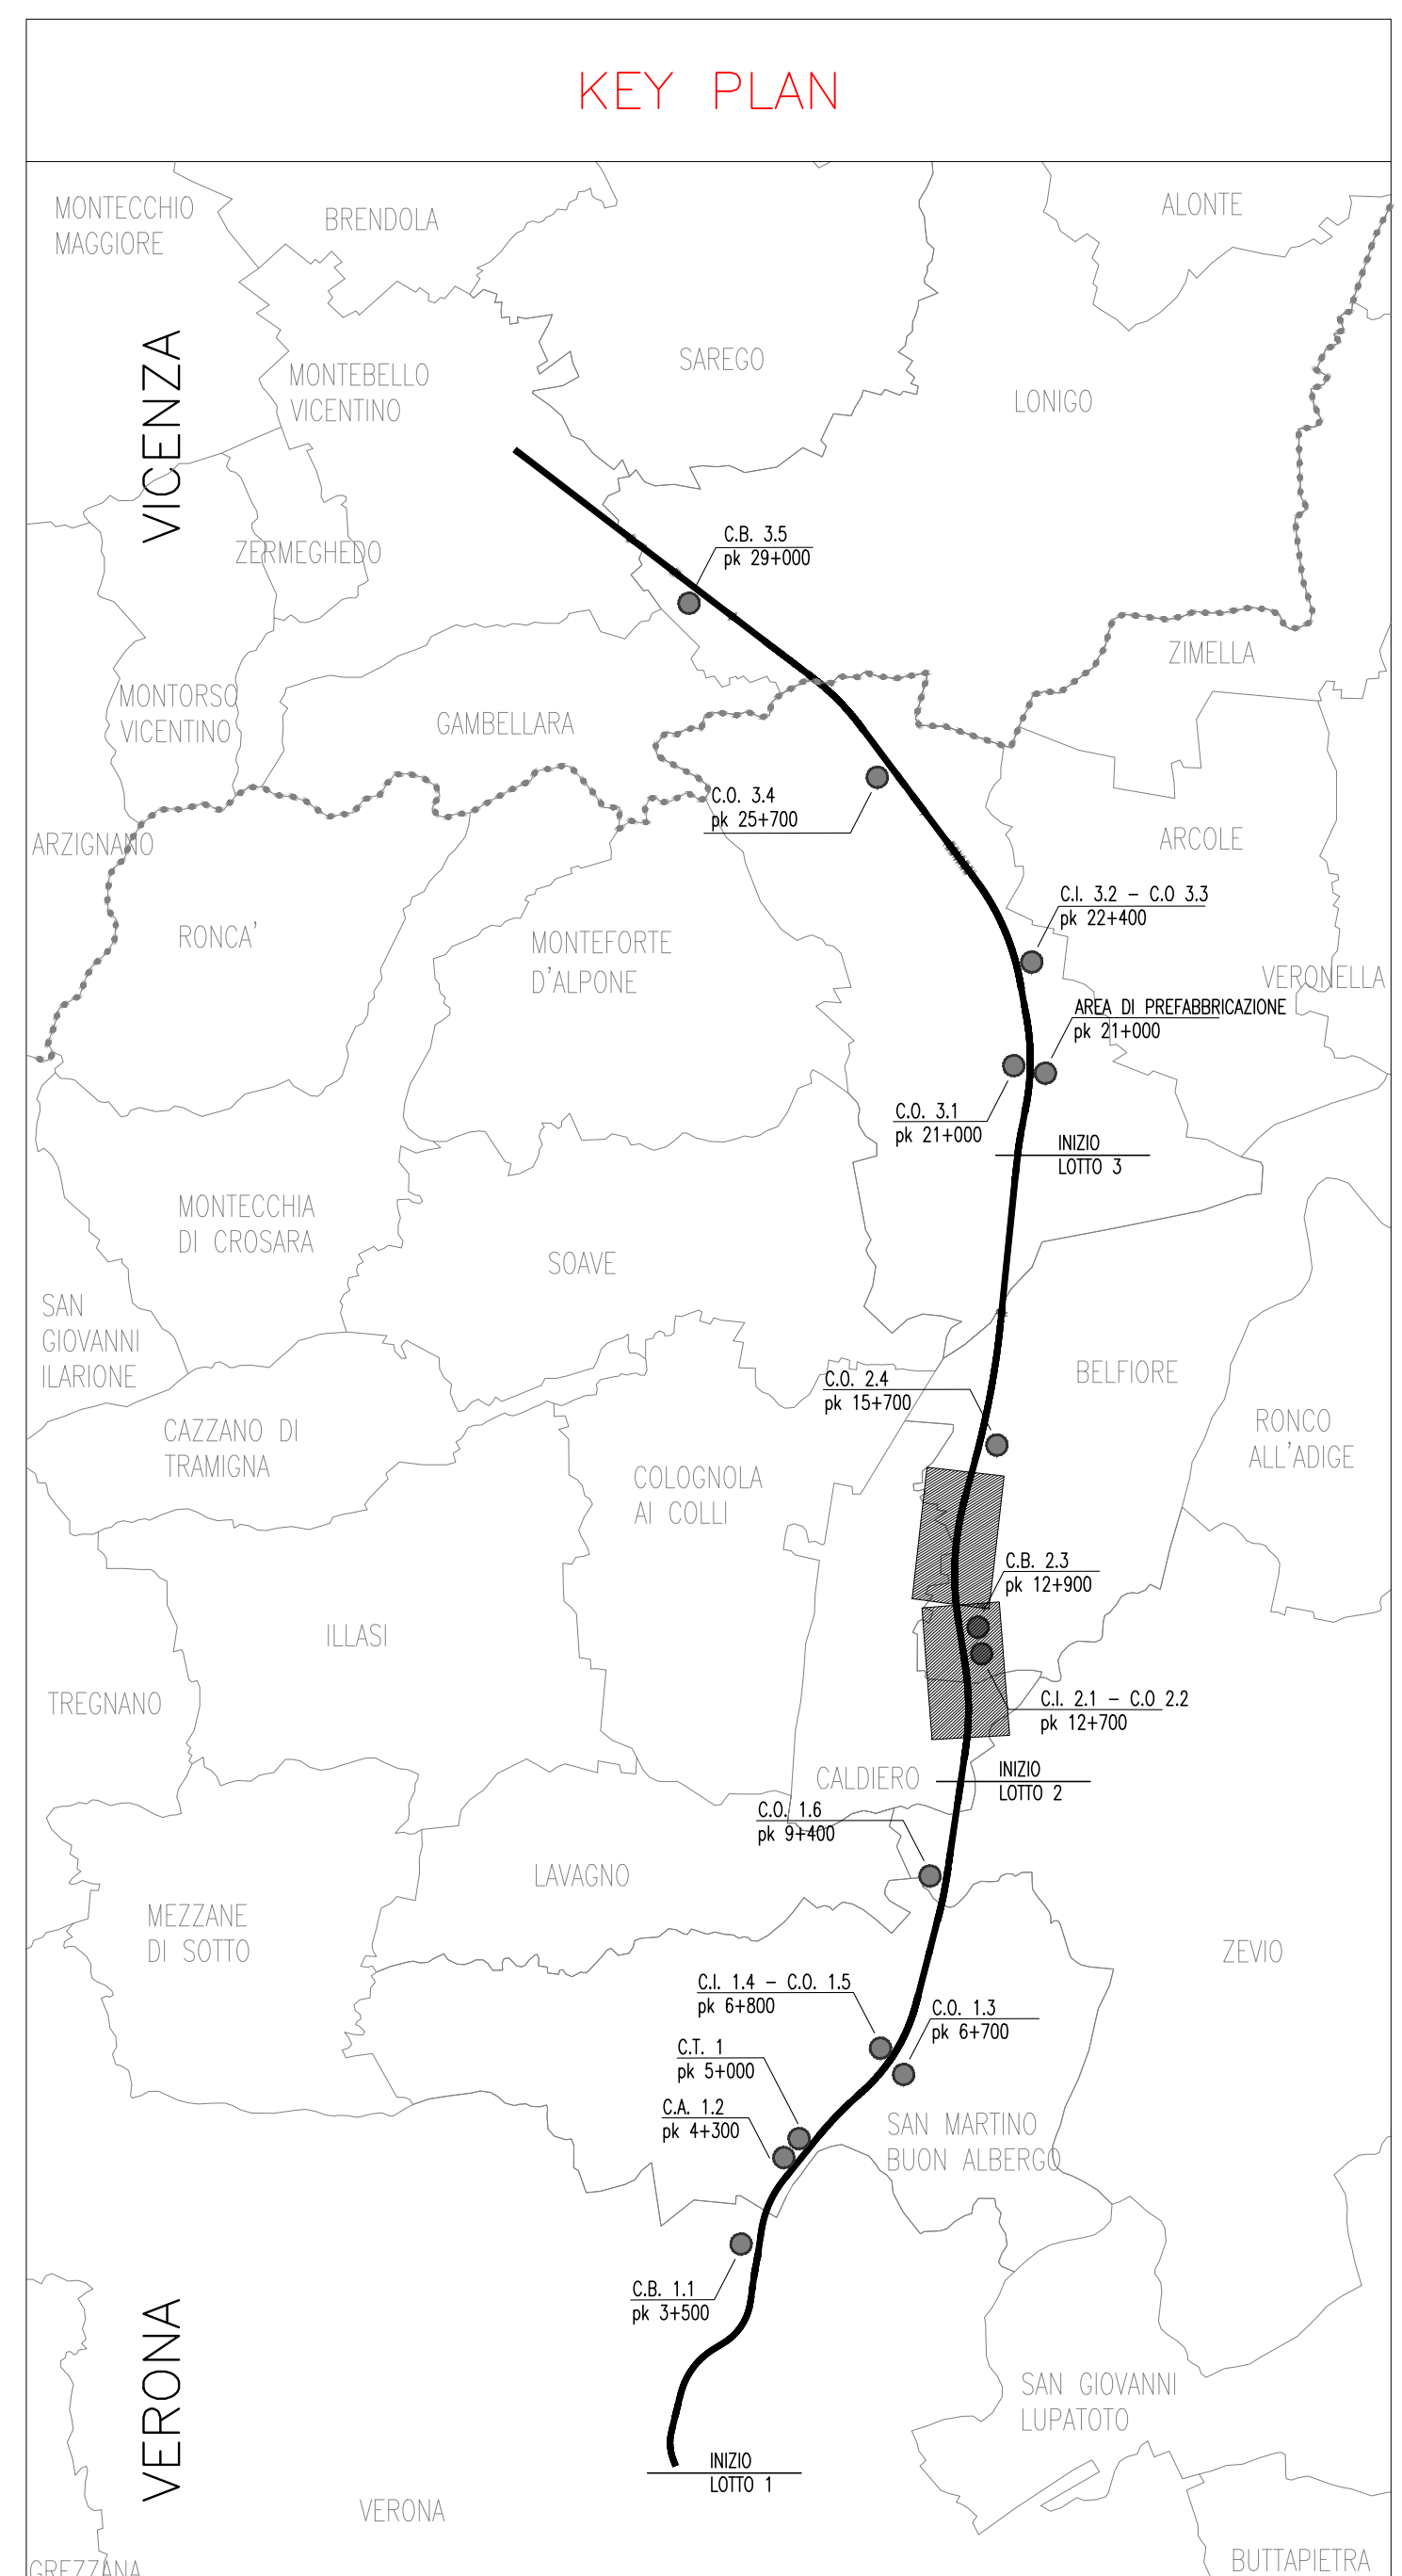 KEY PLAN
MONTECCHIO
MAGGIORE
BRENDOLA
ALONTE
VICENZA
MONTEBELLO
VICENTINO
SAREGO
LONIGO
C.B. 3.5
pk 29+000
ZERMEGHEDO
ZIMELLA
MONTORSO
VICENTINO
GAMBELLARA
C.O. 3.4
pk 25+700
ARZIGNANO
ARCOLE
C.I. 3.2 - C.O 3.3
pk 22+400
RONCA'
MONTEFORTE
D'ALPONE
VERONELLA
AREA DI PREFABBRICAZIONE
pk 21+000
C.O. 3.1
pk 21+000
INIZIO
LOTTO 3
MONTECCHIA
DI CROSARA
SOAVE
SAN
GIOVANNI
ILARIONE
C.O. 2.4
pk 15+700
BELFIORE
CAZZANO DI
TRAMIGNA
RONCO
ALL'ADIGE
COLOGNOLA
AI COLLI
C.B. 2.3
pk 12+900
ILLASI
TREGNANO
C.I. 2.1 - C.O 2.2
pk 12+700
CALDIERO
INIZIO
LOTTO 2
C.O. 1.6
pk 9+400
LAVAGNO
MEZZANE
DI SOTTO
ZEVIO
C.I. 1.4 - C.O. 1.5
pk 6+800
C.O. 1.3
pk 6+700
C.T. 1
pk 5+000
C.A. 1.2
pk 4+300
SAN MARTINO
BUON ALBERGO
C.B. 1.1
pk 3+500
VERONA
SAN GIOVANNI
LUPATOTO
INIZIO
LOTTO 1
VERONA
BUTTAPIETRA
GREZZANA